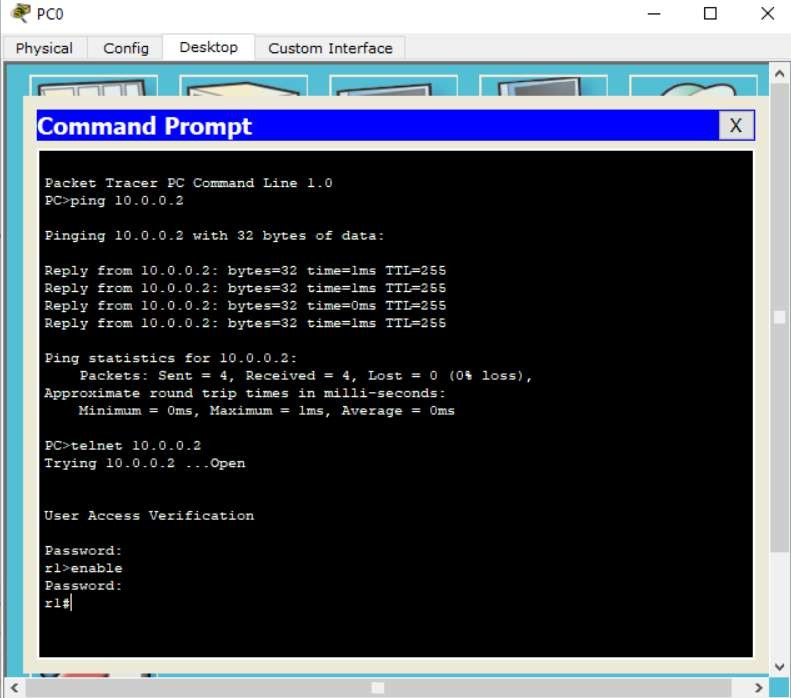 PC0
Physical Config Desktop Custom Interface
Command Prompt X
Packet Tracer PC Command Line 1.0
PC>ping 10.0.0.2
Pinging 10.0.0.2 with 32 bytes of data:
Reply from 10.0.0.2: bytes=32 time=1ms TTL=255
Reply from 10.0.0.2: bytes=32 time=1ms TTL=255
Reply from 10.0.0.2: bytes=32 time=0ms TTL=255
Reply from 10.0.0.2: bytes=32 time=1ms TTL=255
Ping statistics for 10.0.0.2:
Packets: Sent = 4, Received = 4, Lost = 0 (0% loss),
Approximate round trip times in milli-seconds:
Minimum = 0ms, Maximum = 1ms, Average = 0ms
PC>telnet 10.0.0.2
Trying 10.0.0.2 ...Open
User Access Verification
Password:
r1>enable
Password:
r1#